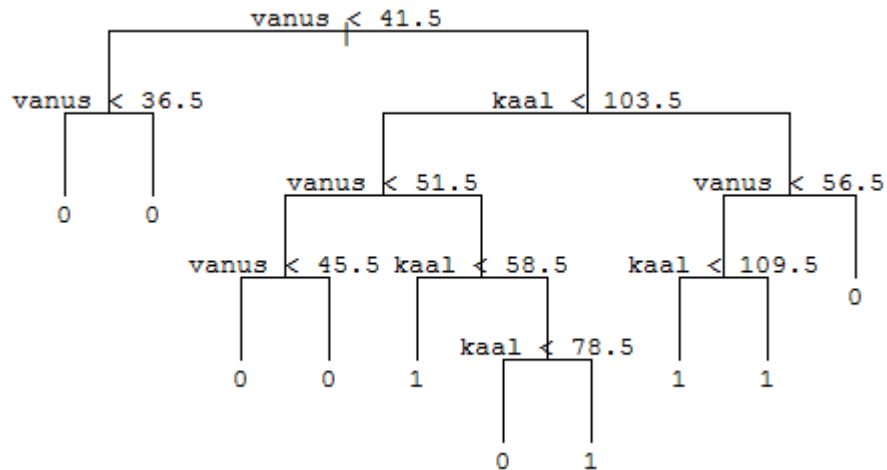 vanus < 41.5
vanus < 36.5
kaal < 103.5
0
0
vanus < 51.5
vanus < 56.5
vanus < 45.5
kaal < 58.5
kaal < 109.5
0
0
0
1
kaal < 78.5
1
1
0
1